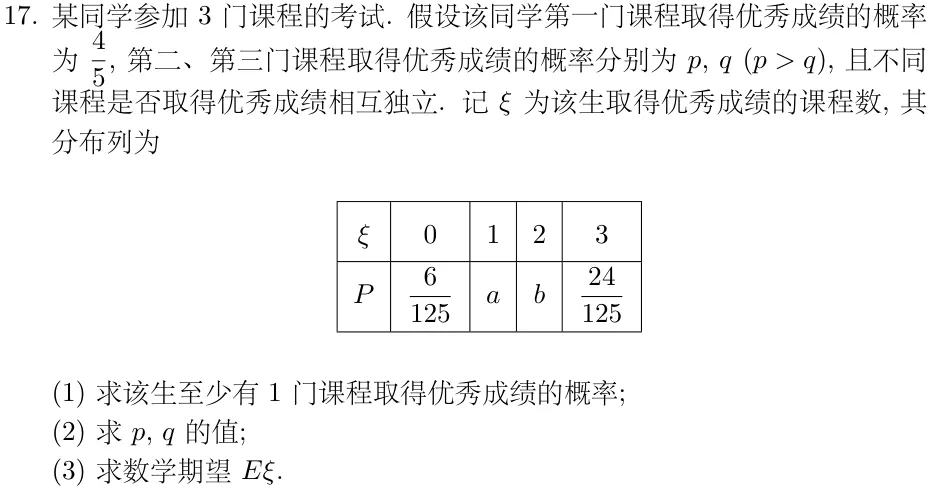 17. 某同学参加 3 门课程的考试. 假设该同学第一门课程取得优秀成绩的概率
为 4/5, 第二、第三门课程取得优秀成绩的概率分别为 p, q (p > q), 且不同
课程是否取得优秀成绩相互独立. 记 ξ 为该生取得优秀成绩的课程数, 其
分布列为
ξ 0 1 2 3
P 6/125 a b 24/125
(1) 求该生至少有 1 门课程取得优秀成绩的概率;
(2) 求 p, q 的值;
(3) 求数学期望 Eξ.